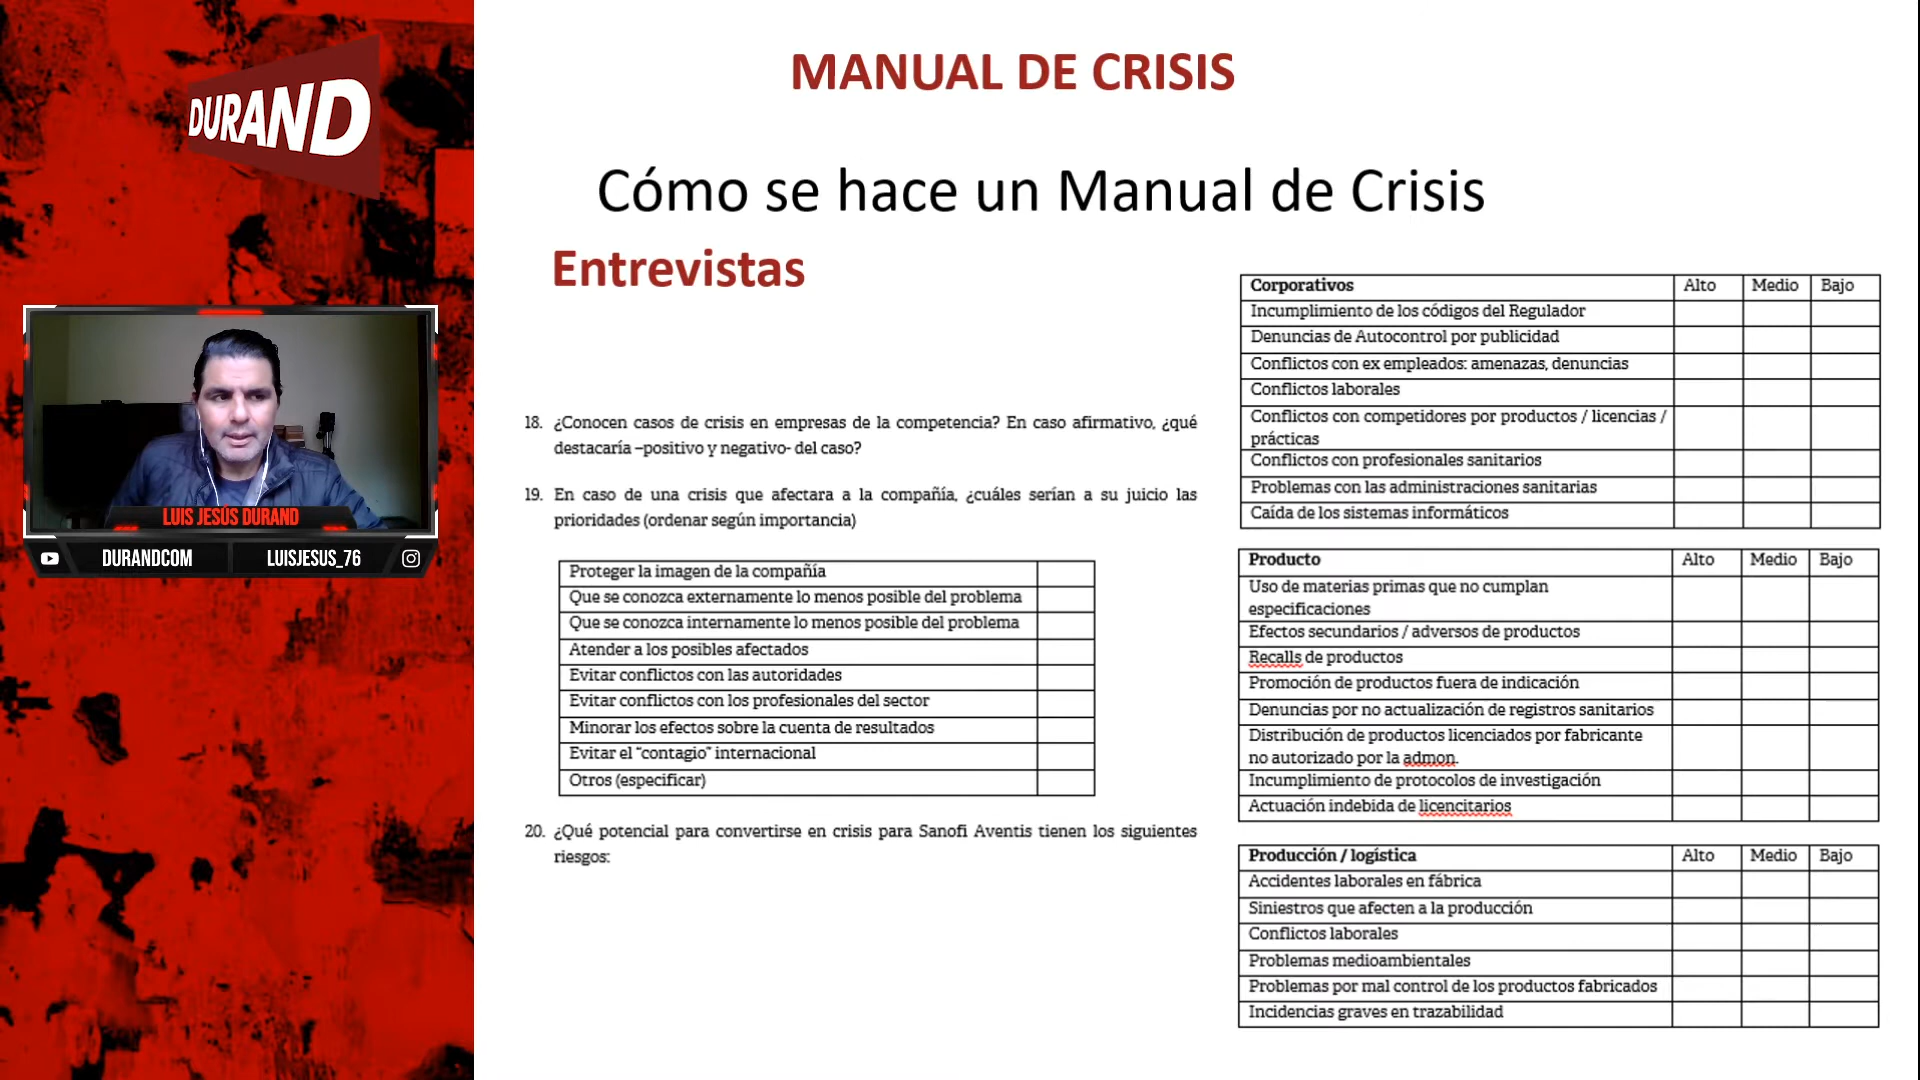 DURAND
LUIS JESÚS DURAND
DURANDCOM
LUISJESUS_76
MANUAL DE CRISIS
Cómo se hace un Manual de Crisis
Entrevistas
18. ¿Conocen casos de crisis en empresas de la competencia? En caso afirmativo, ¿qué
destacaría –positivo y negativo- del caso?
19. En caso de una crisis que afectara a la compañía, ¿cuáles serían a su juicio las
prioridades (ordenar según importancia)
Proteger la imagen de la compañía
Que se conozca externamente lo menos posible del problema
Que se conozca internamente lo menos posible del problema
Atender a los posibles afectados
Evitar conflictos con las autoridades
Evitar conflictos con los profesionales del sector
Minorar los efectos sobre la cuenta de resultados
Evitar el “contagio” internacional
Otros (especificar)
20. ¿Qué potencial para convertirse en crisis para Sanofi Aventis tienen los siguientes
riesgos:
Corporativos Alto Medio Bajo
Incumplimiento de los códigos del Regulador
Denuncias de Autocontrol por publicidad
Conflictos con ex empleados: amenazas, denuncias
Conflictos laborales
Conflictos con competidores por productos / licencias /
prácticas
Conflictos con profesionales sanitarios
Problemas con las administraciones sanitarias
Caída de los sistemas informáticos
Producto Alto Medio Bajo
Uso de materias primas que no cumplan
especificaciones
Efectos secundarios / adversos de productos
Recalls de productos
Promoción de productos fuera de indicación
Denuncias por no actualización de registros sanitarios
Distribución de productos licenciados por fabricante
no autorizado por la admon.
Incumplimiento de protocolos de investigación
Actuación indebida de licencitarios
Producción / logística Alto Medio Bajo
Accidentes laborales en fábrica
Siniestros que afecten a la producción
Conflictos laborales
Problemas medioambientales
Problemas por mal control de los productos fabricados
Incidencias graves en trazabilidad